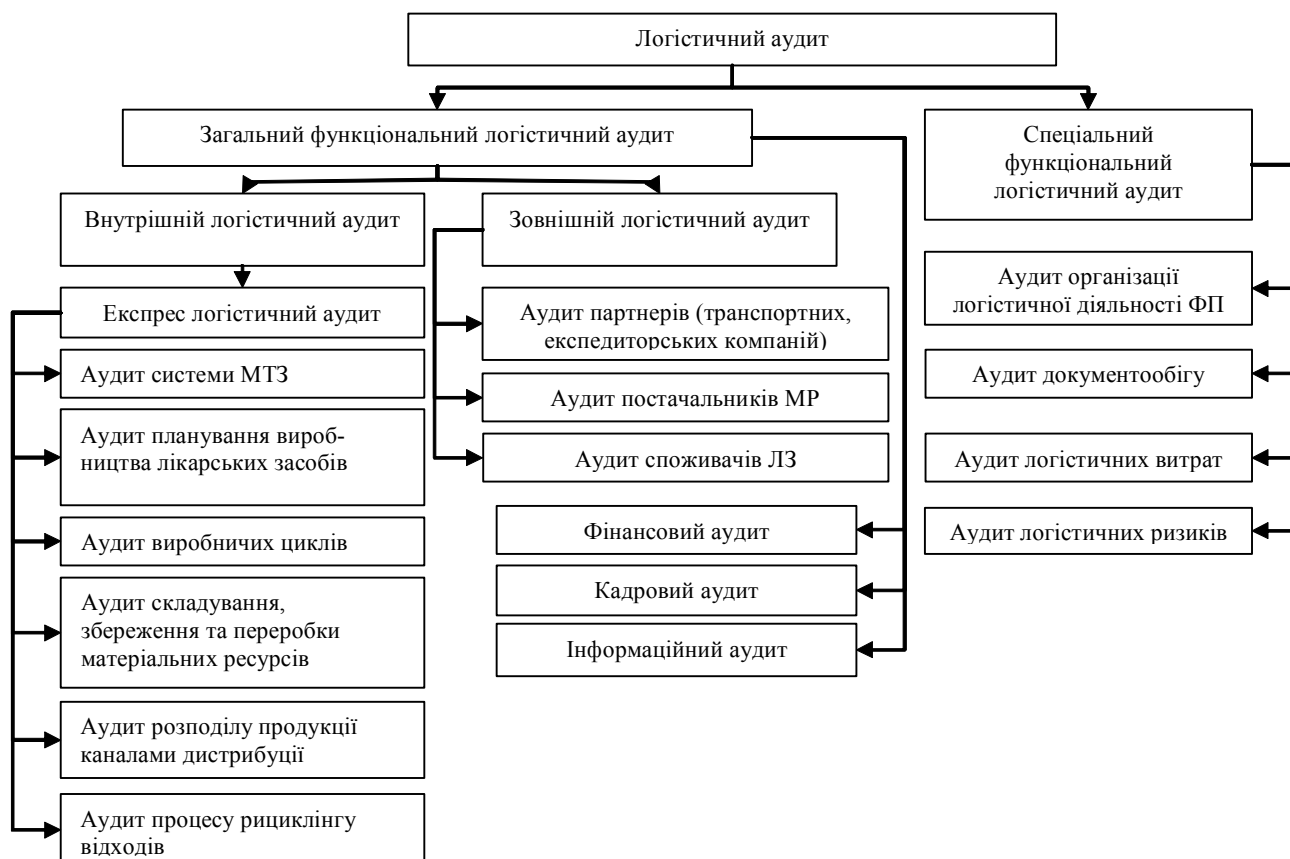 Логістичний аудит
Загальний функціональний логістичний аудит
Спеціальний
функціональний
логістичний аудит
Внутрішній логістичний аудит
Зовнішній логістичний аудит
Експрес логістичний аудит
Аудит системи МТЗ
Аудит планування вироб-
ництва лікарських засобів
Аудит виробничих циклів
Аудит складування,
збереження та переробки
матеріальних ресурсів
Аудит розподілу продукції
каналами дистрибуції
Аудит процесу рициклінгу
відходів
Аудит партнерів (транспортних,
експедиторських компаній)
Аудит постачальників МР
Аудит споживачів ЛЗ
Фінансовий аудит
Кадровий аудит
Інформаційний аудит
Аудит організації
логістичної діяльності ФП
Аудит документообігу
Аудит логістичних витрат
Аудит логістичних ризиків